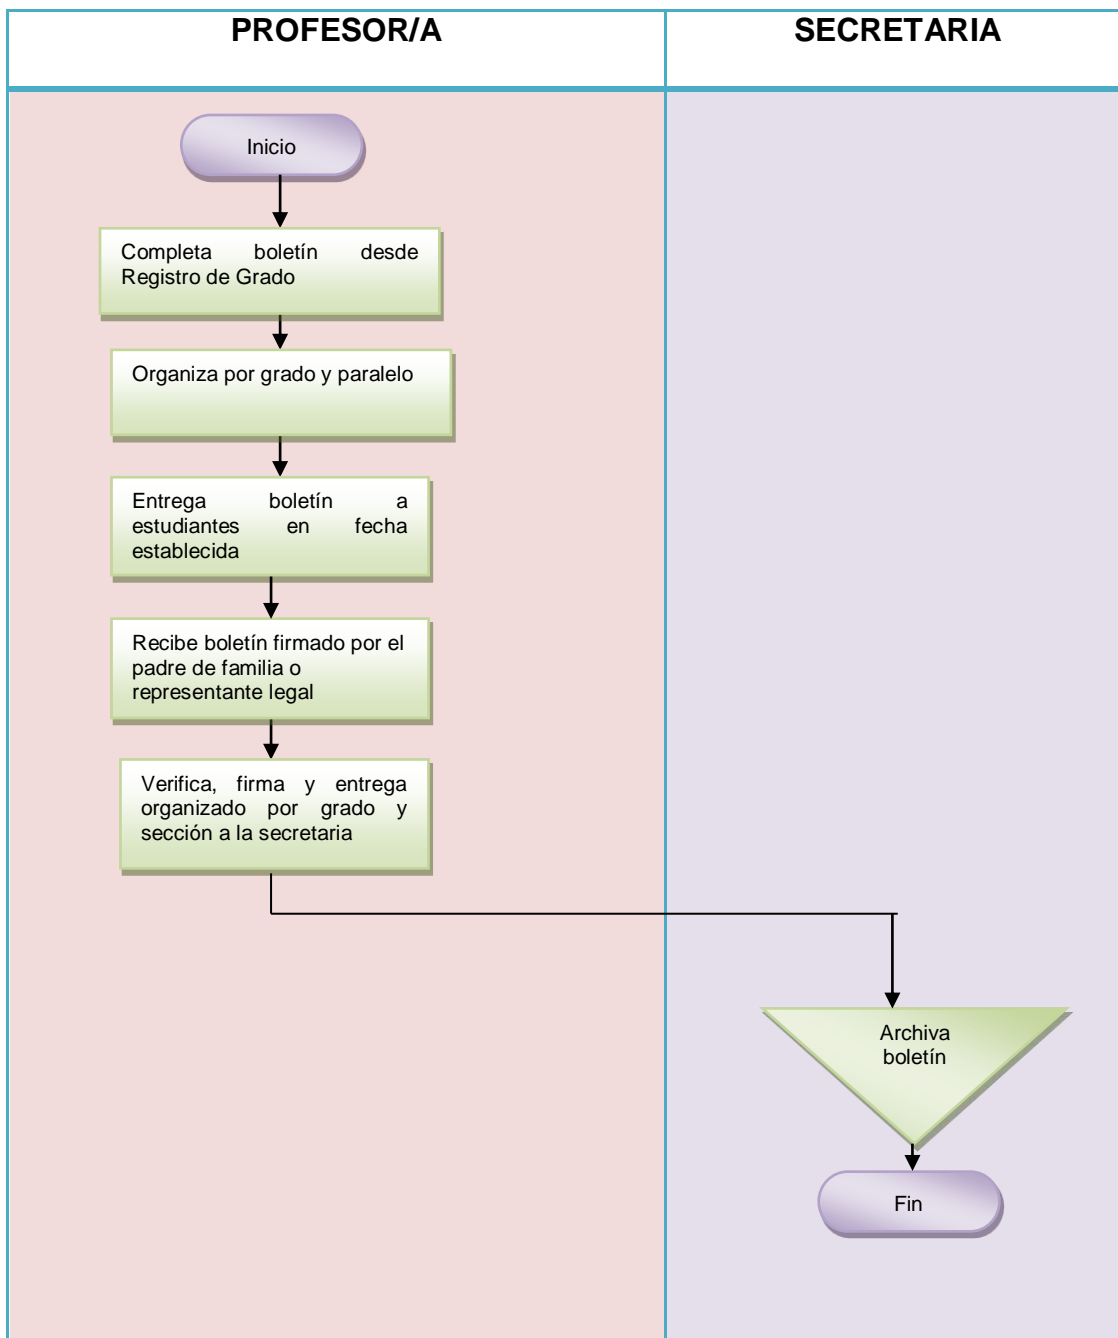 PROFESOR/A
SECRETARIA
Inicio
Completa boletín desde
Registro de Grado
Organiza por grado y paralelo
Entrega boletín a
estudiantes en fecha
establecida
Recibe boletín firmado por el
padre de familia o
representante legal
Verifica, firma y entrega
organizado por grado y
sección a la secretaria
Archiva
boletín
Fin